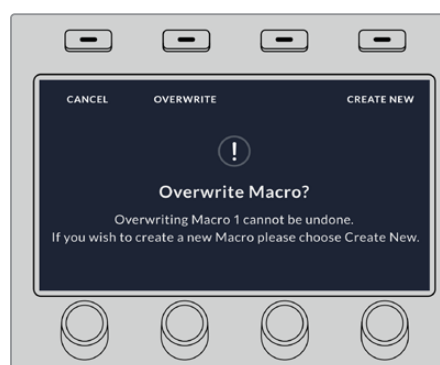 CANCEL OVERWRITE CREATE NEW
!
Overwrite Macro?
Overwriting Macro 1 cannot be undone.
If you wish to create a new Macro please choose Create New.